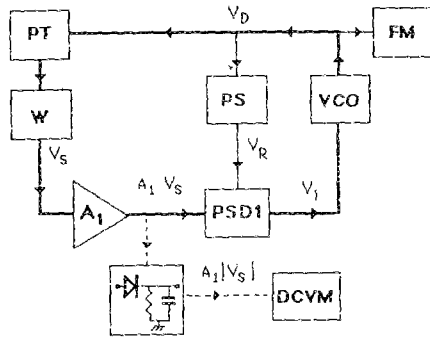 V_D
PT
FM
W
PS
VCO
V_S
V_R
A_1 V_S
V_1
A_1
PSD1
A_1|V_S|
DCVM